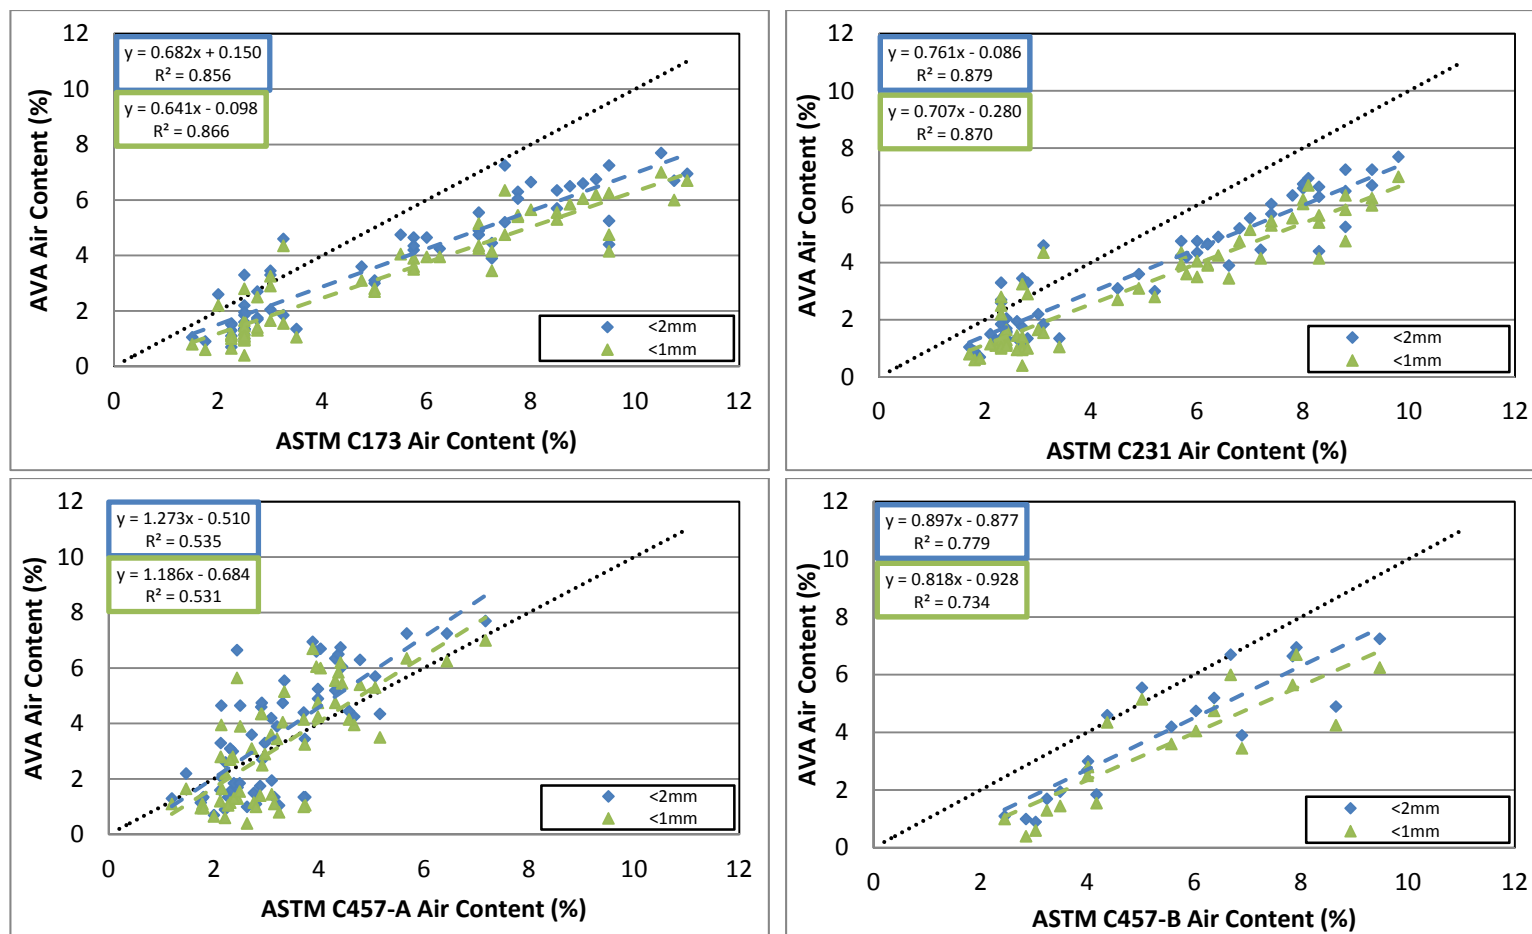 12
10
8
6
4
2
0
AVA Air Content (%)
y = 0.682x + 0.150
R² = 0.856
y = 0.641x - 0.098
R² = 0.866
<2mm
<1mm
0 2 4 6 8 10 12
ASTM C173 Air Content (%)
12
10
8
6
4
2
0
AVA Air Content (%)
y = 0.761x - 0.086
R² = 0.879
y = 0.707x - 0.280
R² = 0.870
<2mm
<1mm
0 2 4 6 8 10 12
ASTM C231 Air Content (%)
12
10
8
6
4
2
0
AVA Air Content (%)
y = 1.273x - 0.510
R² = 0.535
y = 1.186x - 0.684
R² = 0.531
<2mm
<1mm
0 2 4 6 8 10 12
ASTM C457-A Air Content (%)
12
10
8
6
4
2
0
AVA Air Content (%)
y = 0.897x - 0.877
R² = 0.779
y = 0.818x - 0.928
R² = 0.734
<2mm
<1mm
0 2 4 6 8 10 12
ASTM C457-B Air Content (%)